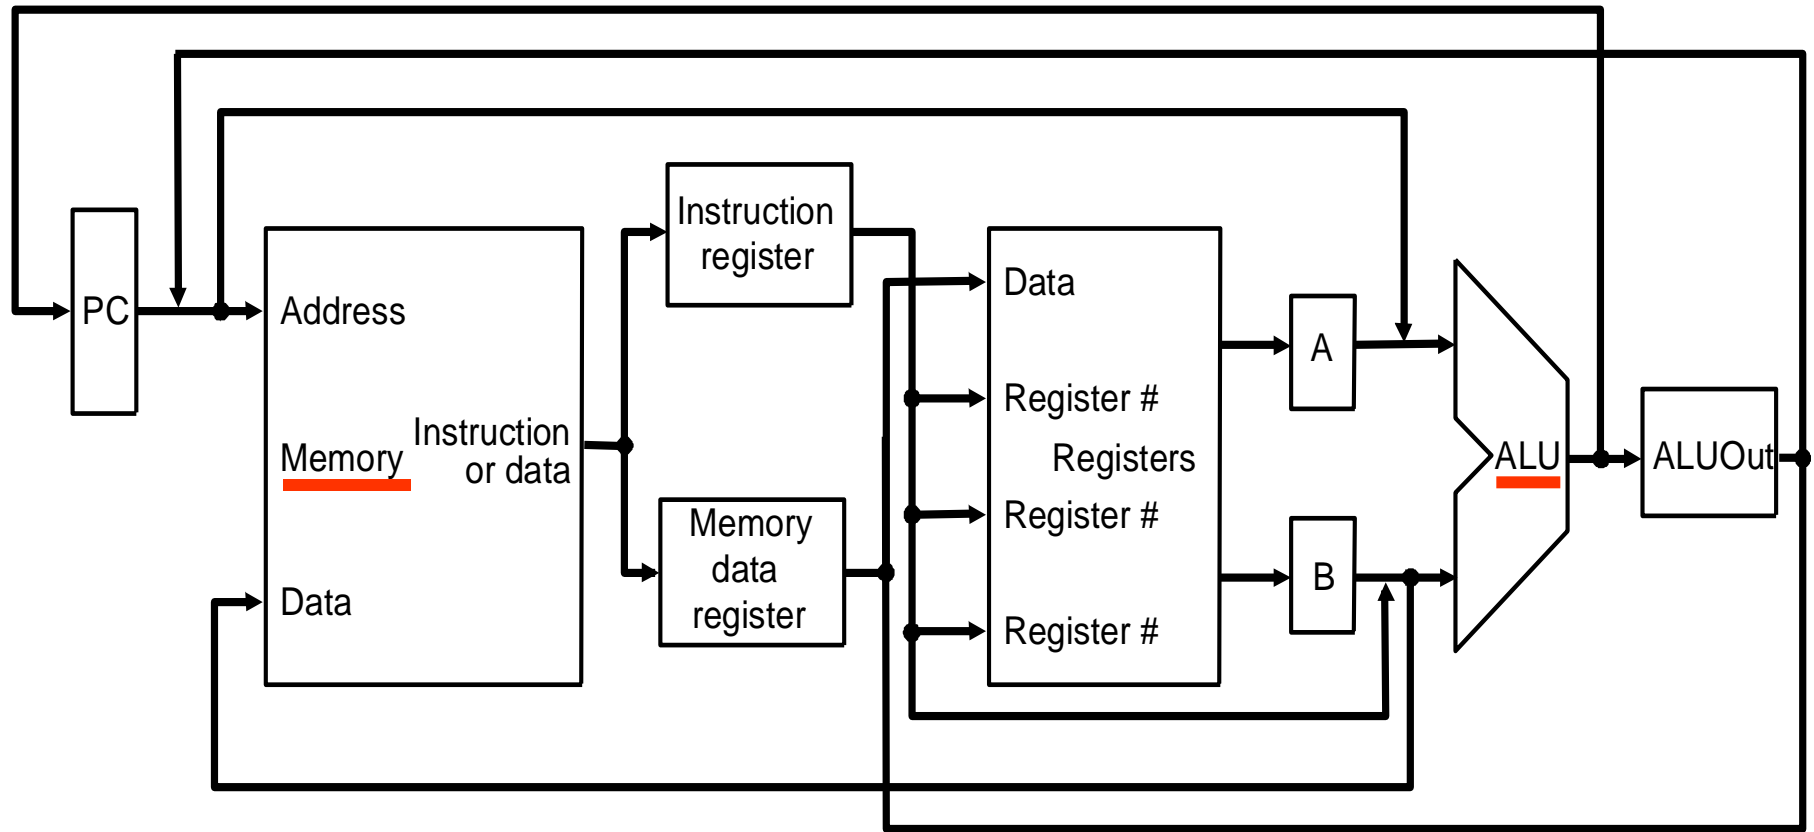 PC
Address
Memory
Instruction
or data
Data
Instruction
register
Memory
data
register
Data
Register #
Registers
Register #
Register #
A
B
ALU
ALUOut